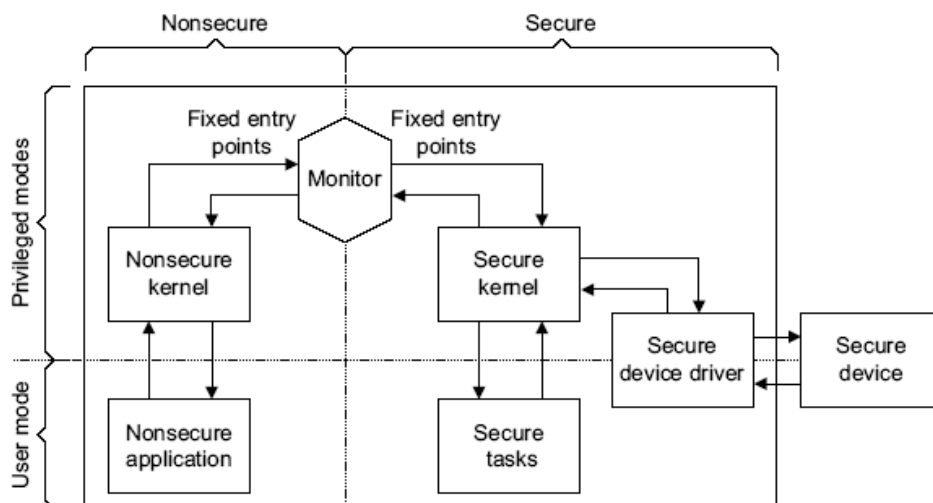 Nonsecure
Secure
Fixed entry
points
Fixed entry
points
Monitor
Privileged modes
Nonsecure
kernel
Secure
kernel
Secure
device driver
Secure
device
User mode
Nonsecure
application
Secure
tasks